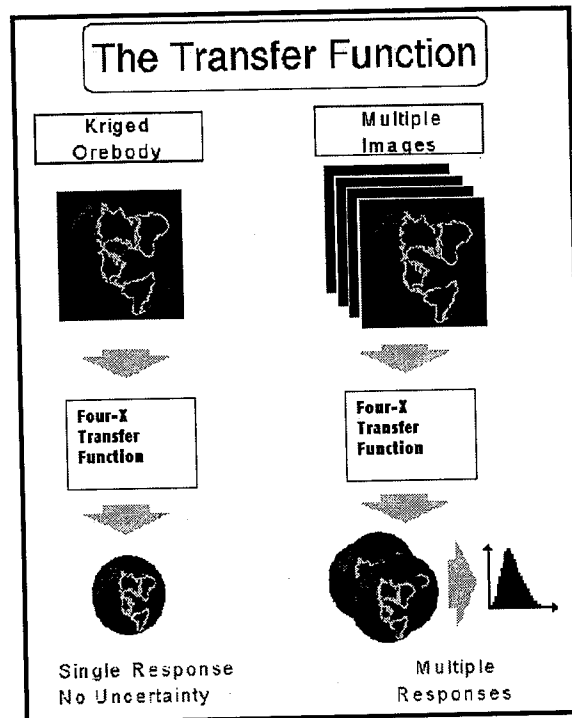 The Transfer Function
Kriged
Orebody
Multiple
Images
Four-X
Transfer
Function
Four-X
Transfer
Function
Single Response
No Uncertainty
Multiple
Responses